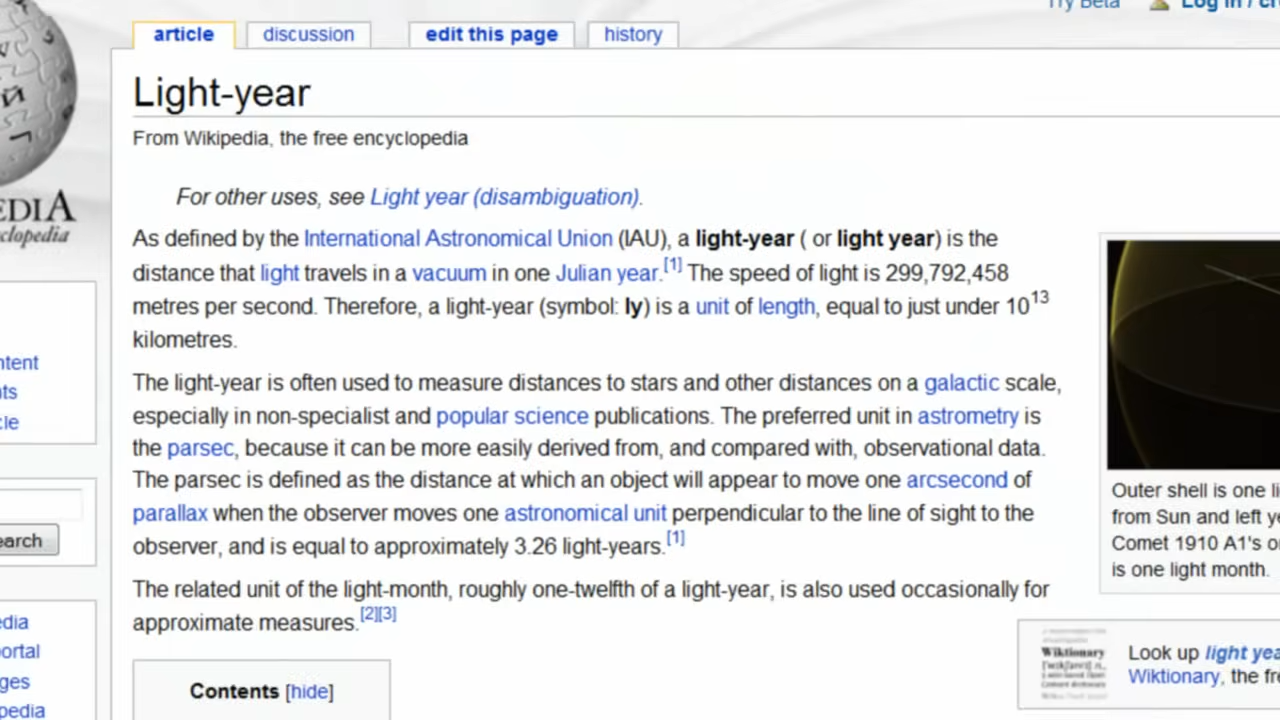 Try Beta
Log in / cr
article
discussion
edit this page
history
Light-year
From Wikipedia, the free encyclopedia
For other uses, see Light year (disambiguation).
As defined by the International Astronomical Union (IAU), a light-year ( or light year) is the
distance that light travels in a vacuum in one Julian year.[1] The speed of light is 299,792,458
metres per second. Therefore, a light-year (symbol: ly) is a unit of length, equal to just under 10¹³
kilometres.
The light-year is often used to measure distances to stars and other distances on a galactic scale,
especially in non-specialist and popular science publications. The preferred unit in astrometry is
the parsec, because it can be more easily derived from, and compared with, observational data.
The parsec is defined as the distance at which an object will appear to move one arcsecond of
parallax when the observer moves one astronomical unit perpendicular to the line of sight to the
observer, and is equal to approximately 3.26 light-years.[1]
The related unit of the light-month, roughly one-twelfth of a light-year, is also used occasionally for
approximate measures.[2][3]
Contents [hide]
EDIA
clopedia
ntent
ts
cle
earch
edia
ortal
ges
pedia
Outer shell is one li
from Sun and left ye
Comet 1910 A1's o
is one light month.
Wiktionary
Look up light yea
Wiktionary, the fre